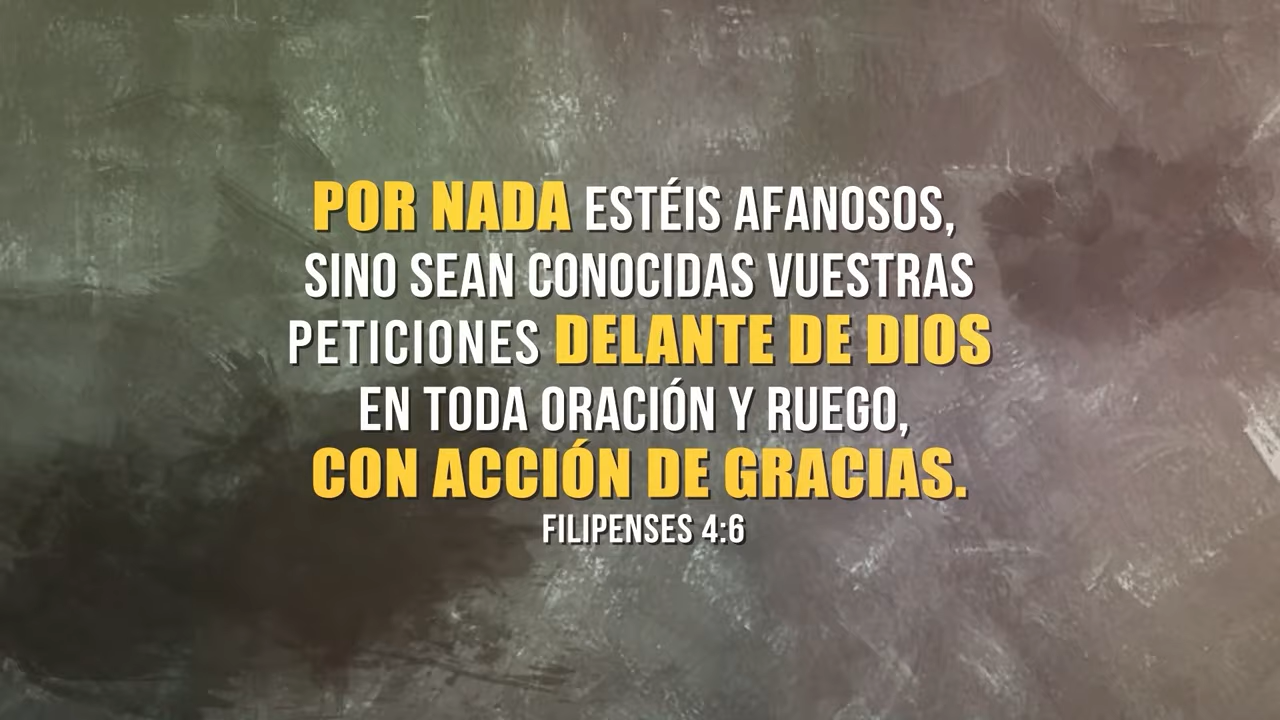 POR NADA ESTÉIS AFANOSOS,
SINO SEAN CONOCIDAS VUESTRAS
PETICIONES DELANTE DE DIOS
EN TODA ORACIÓN Y RUEGO,
CON ACCIÓN DE GRACIAS.
FILIPENSES 4:6